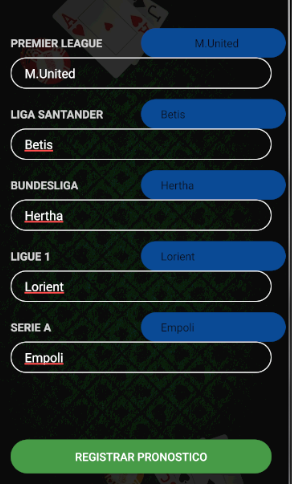 PREMIER LEAGUE M.United
M.United
LIGA SANTANDER Betis
Betis
BUNDESLIGA Hertha
Hertha
LIGUE 1 Lorient
Lorient
SERIE A Empoli
Empoli
REGISTRAR PRONOSTICO